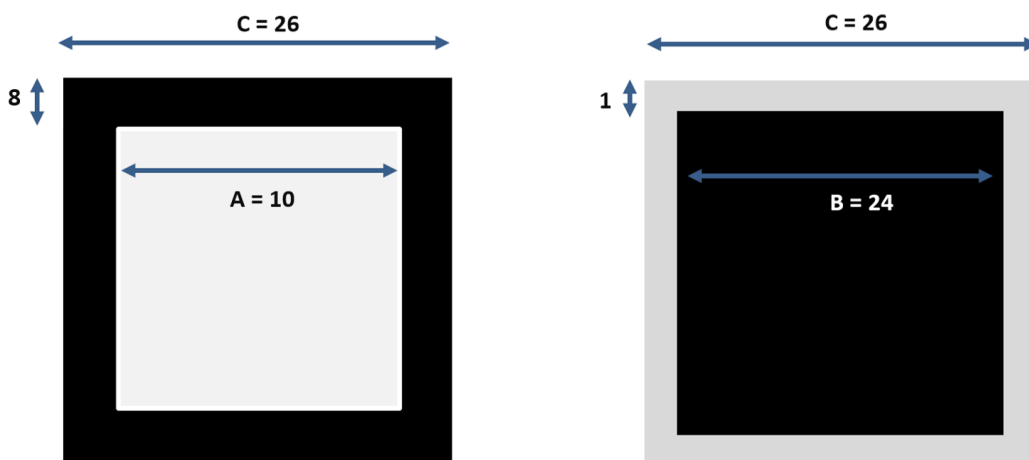 C = 26
8
A = 10
C = 26
1
B = 24